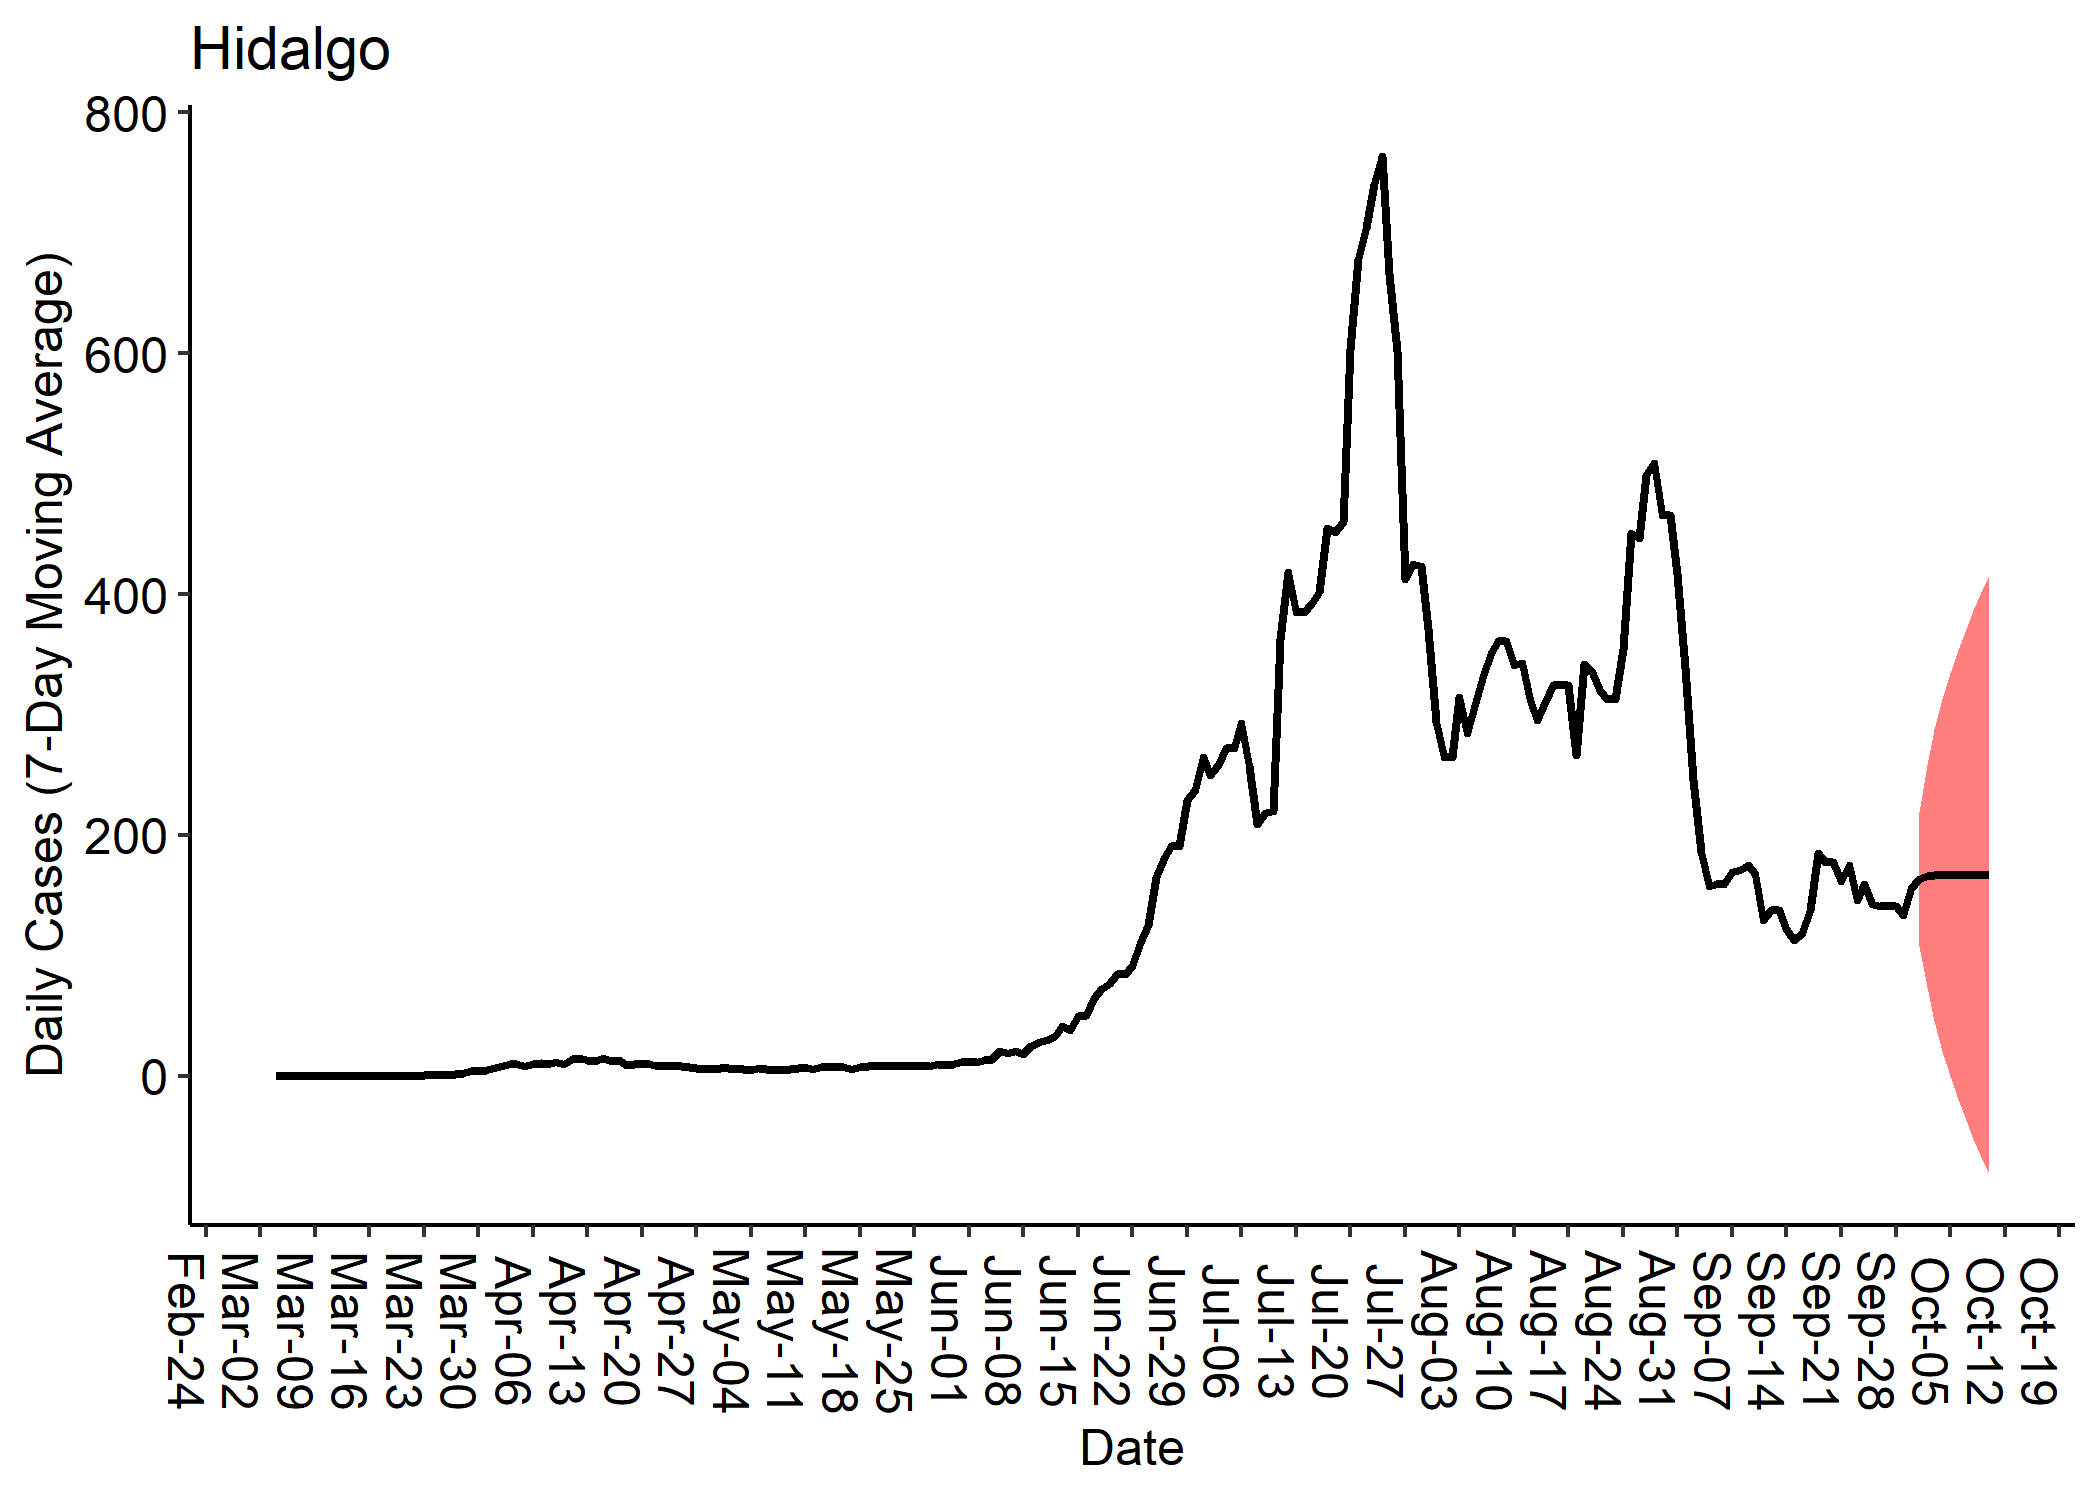 Hidalgo
800
600
400
200
0
Daily Cases (7-Day Moving Average)
Feb-24
Mar-02
Mar-09
Mar-16
Mar-23
Mar-30
Apr-06
Apr-13
Apr-20
Apr-27
May-04
May-11
May-18
May-25
Jun-01
Jun-08
Jun-15
Jun-22
Jun-29
Jul-06
Jul-13
Jul-20
Jul-27
Aug-03
Aug-10
Aug-17
Aug-24
Aug-31
Sep-07
Sep-14
Sep-21
Sep-28
Oct-05
Oct-12
Oct-19
Date